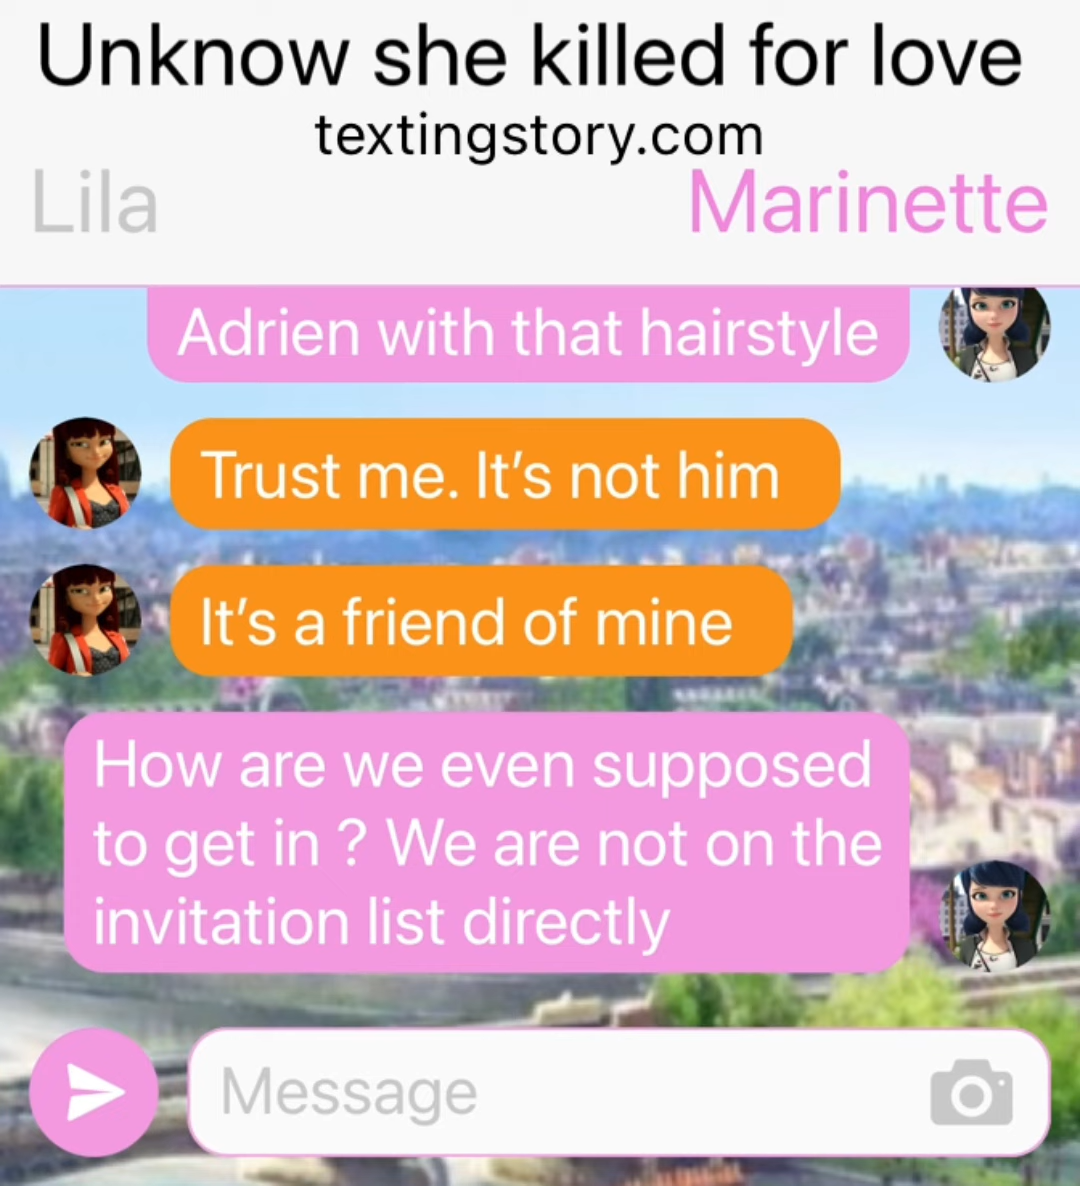 Unknow she killed for love
textingstory.com
Lila
Marinette
Adrien with that hairstyle
Trust me. It's not him
It's a friend of mine
How are we even supposed
to get in ? We are not on the
invitation list directly
Message